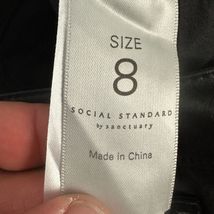 SIZE
8
SOCIAL STANDARD
by sanctuary
Made in China